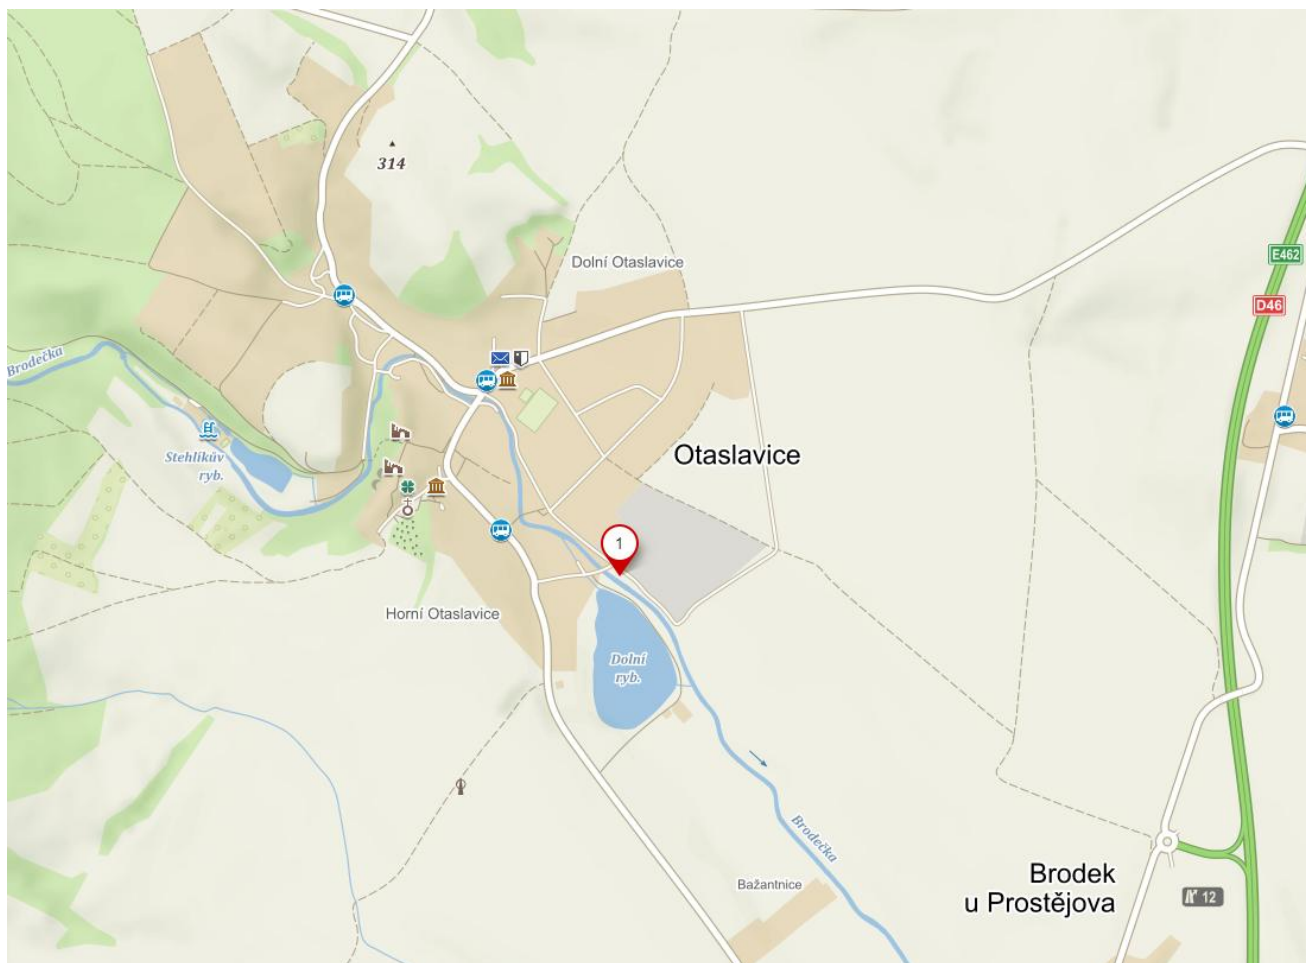 314
Dolní Otaslavice
E462
D46
Brodečka
Stehlíkův
ryb.
Otaslavice
1
Horní Otaslavice
Dolní
ryb.
Brodečka
Bažantnice
Brodek
u Prostějova
12